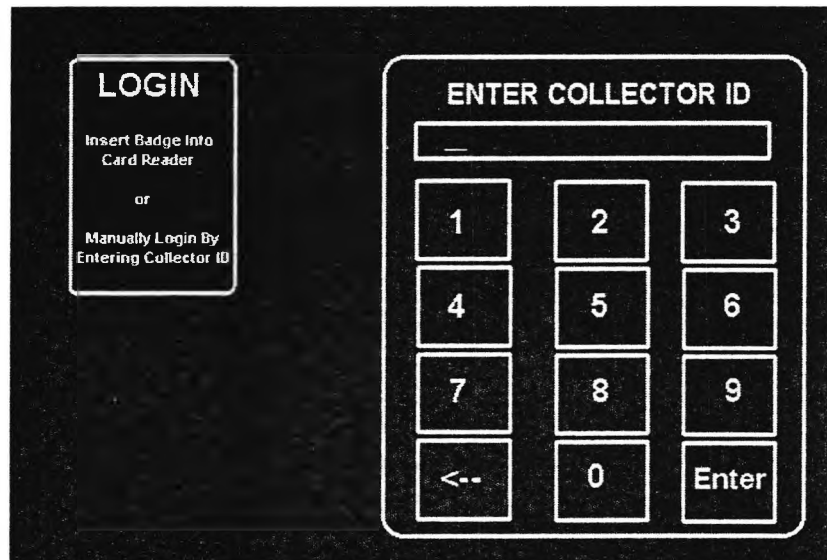 LOGIN
Insert Badge Into
Card Reader
or
Manually Login By
Entering Collector ID
ENTER COLLECTOR ID
_
1 2 3
4 5 6
7 8 9
<-- 0 Enter